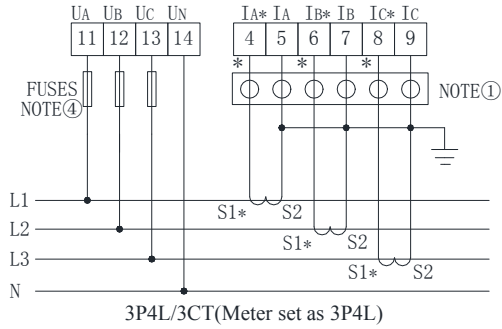 UA UB UC UN IA* IA IB* IB IC* IC
11 12 13 14 4 5 6 7 8 9
* * *
FUSES
NOTE④
NOTE①
L1
S1* S2
L2
S1* S2
L3
S1* S2
N
3P4L/3CT(Meter set as 3P4L)